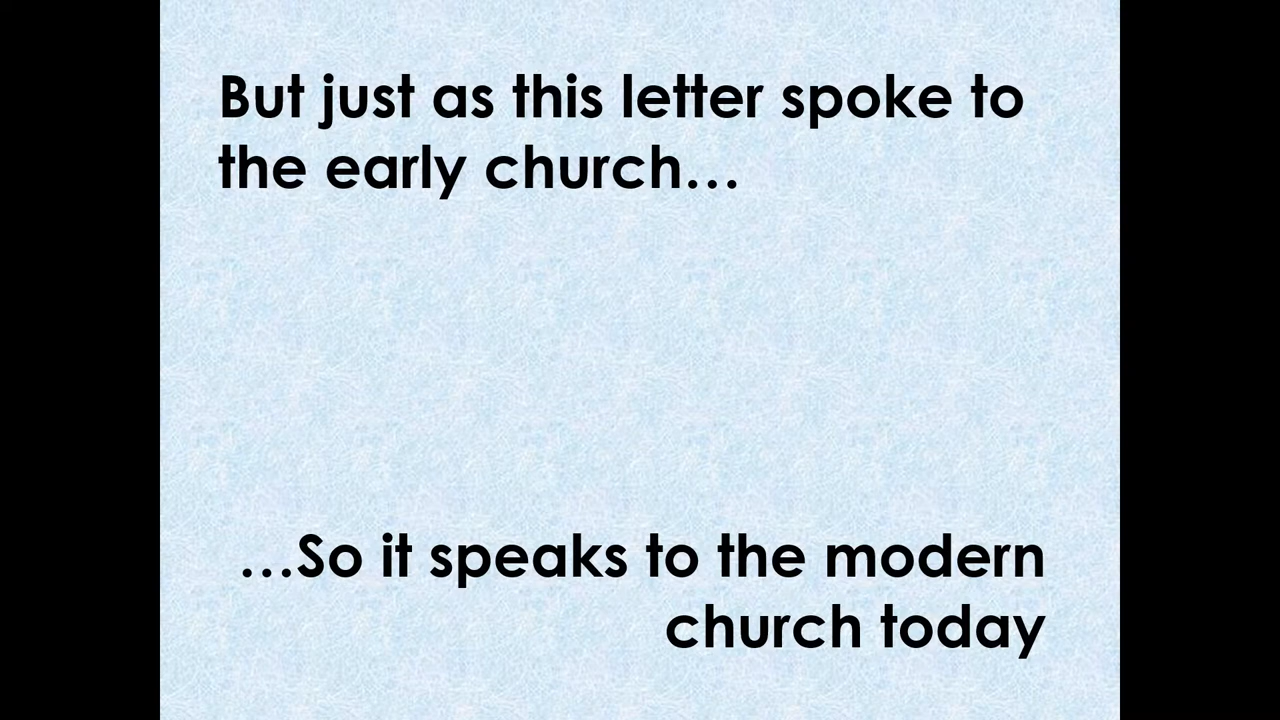 But just as this letter spoke to
the early church…
…So it speaks to the modern
church today